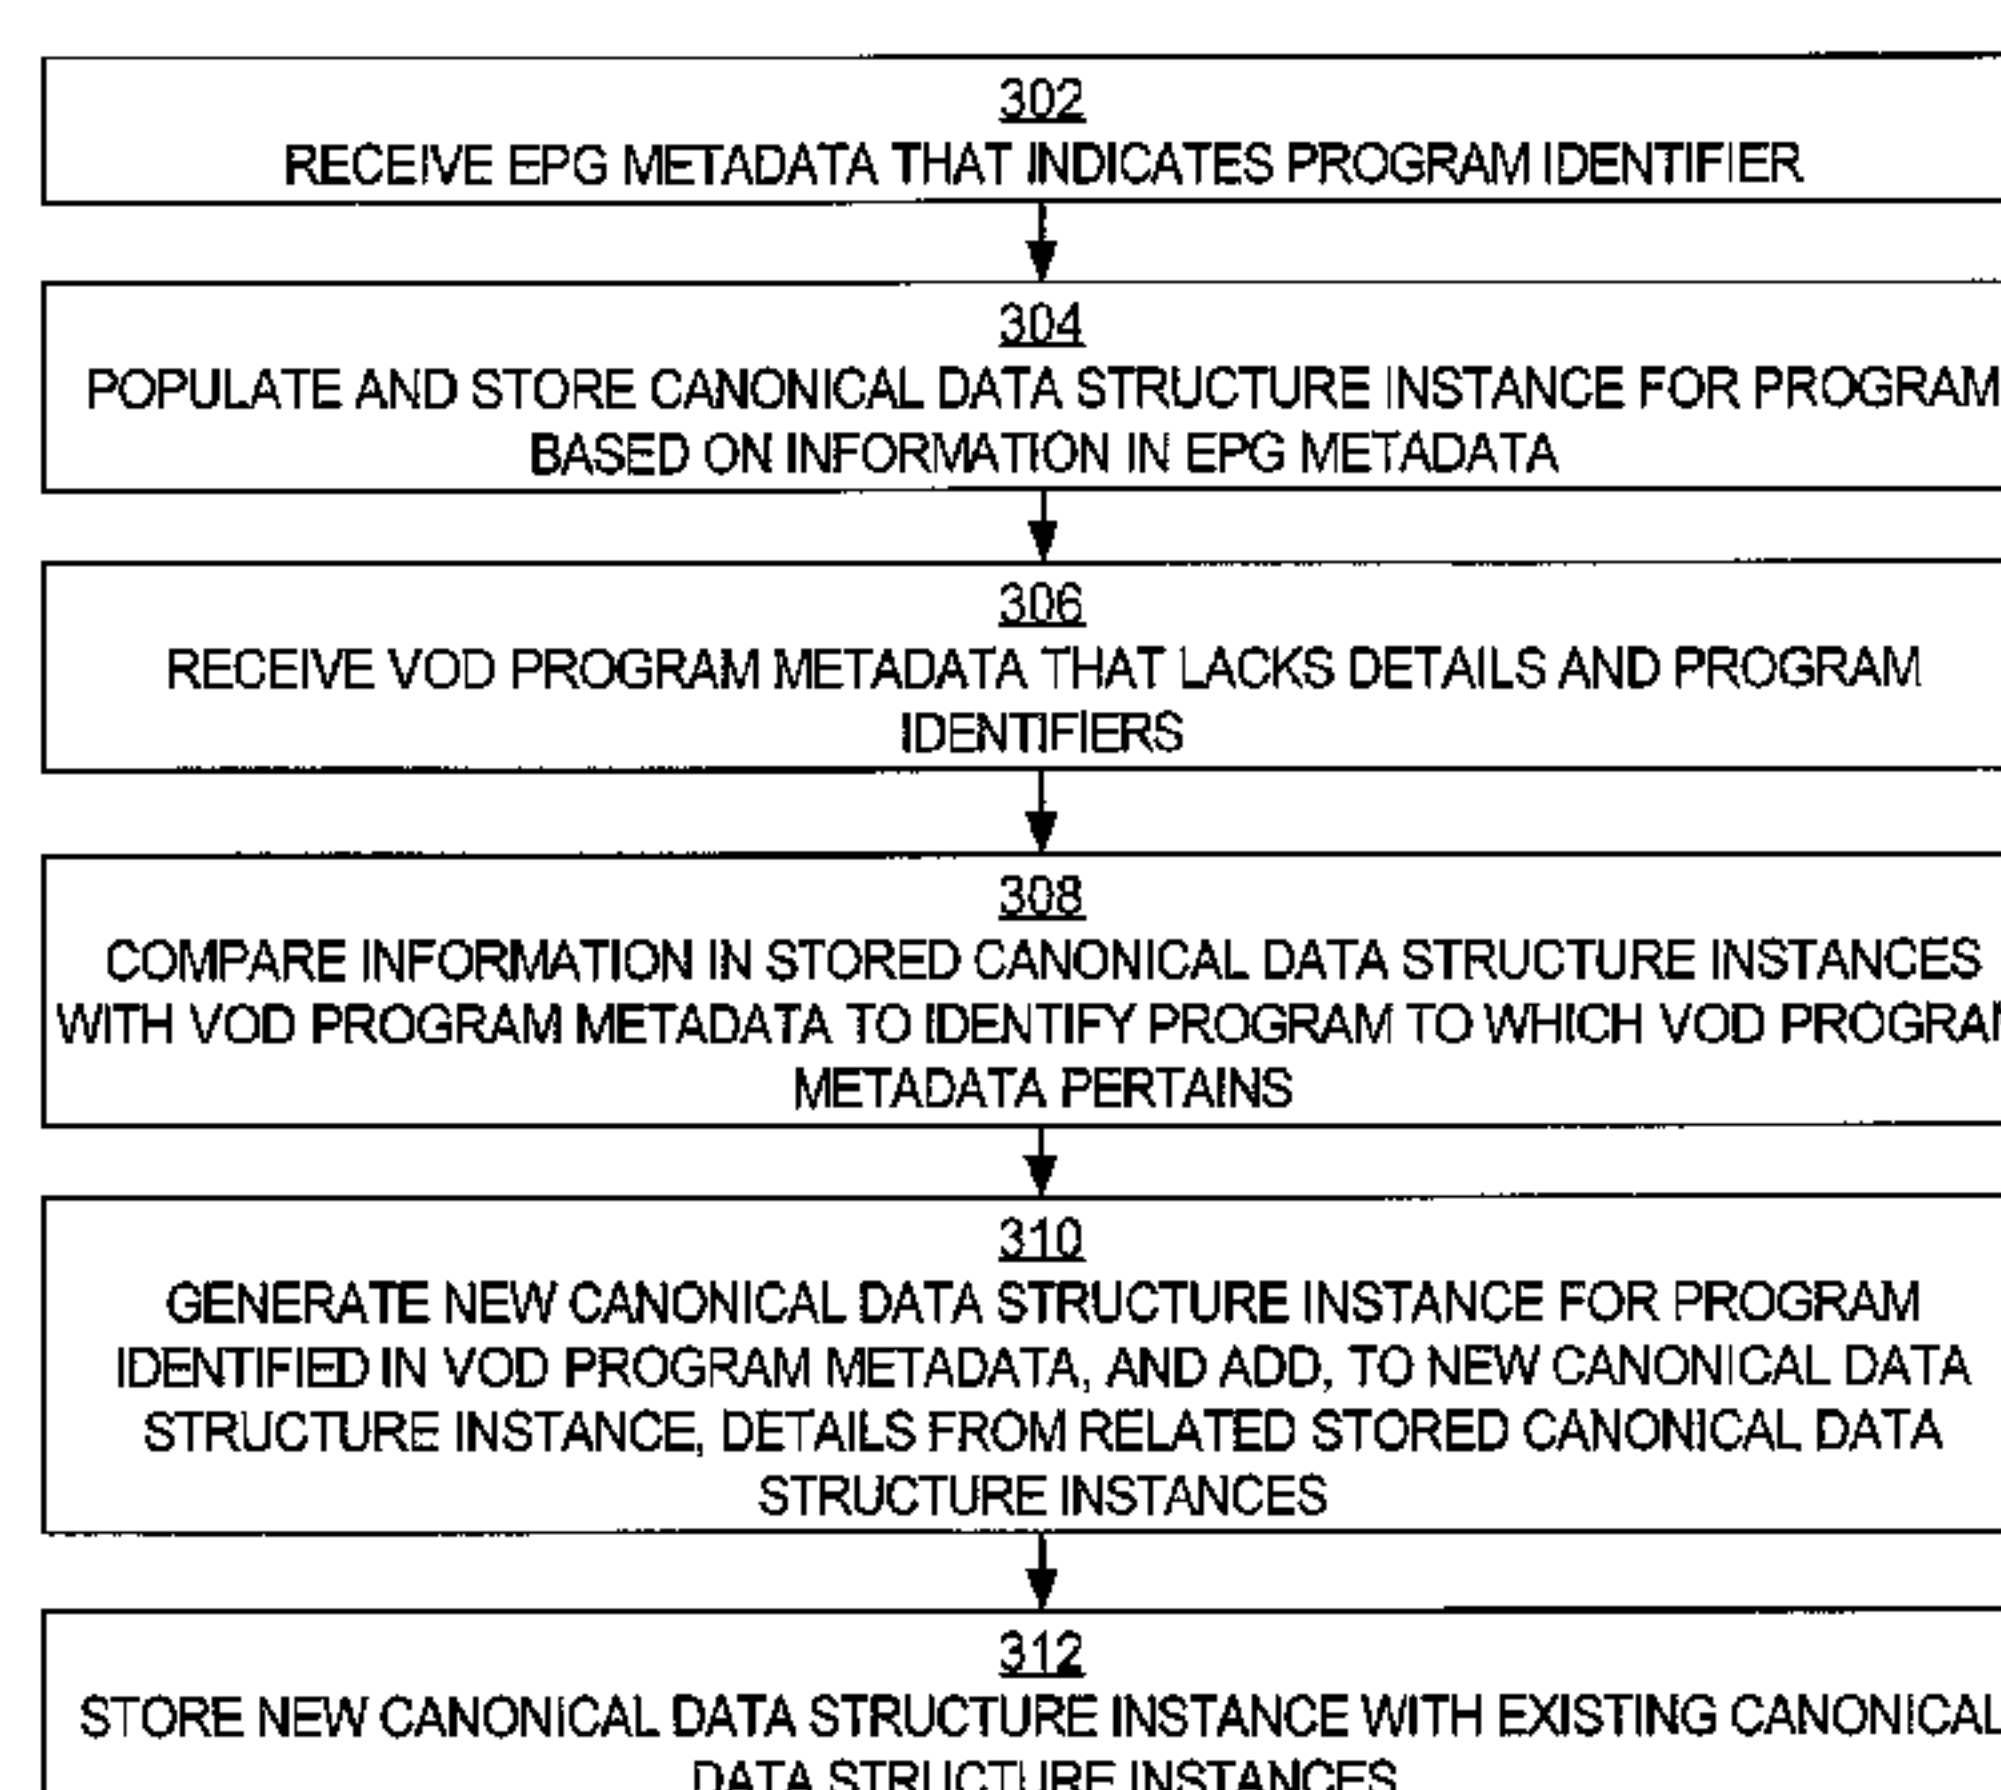 302
RECEIVE EPG METADATA THAT INDICATES PROGRAM IDENTIFIER
304
POPULATE AND STORE CANONICAL DATA STRUCTURE INSTANCE FOR PROGRAM
BASED ON INFORMATION IN EPG METADATA
306
RECEIVE VOD PROGRAM METADATA THAT LACKS DETAILS AND PROGRAM
IDENTIFIERS
308
COMPARE INFORMATION IN STORED CANONICAL DATA STRUCTURE INSTANCES
WITH VOD PROGRAM METADATA TO IDENTIFY PROGRAM TO WHICH VOD PROGRAM
METADATA PERTAINS
310
GENERATE NEW CANONICAL DATA STRUCTURE INSTANCE FOR PROGRAM
IDENTIFIED IN VOD PROGRAM METADATA, AND ADD, TO NEW CANONICAL DATA
STRUCTURE INSTANCE, DETAILS FROM RELATED STORED CANONICAL DATA
STRUCTURE INSTANCES
312
STORE NEW CANONICAL DATA STRUCTURE INSTANCE WITH EXISTING CANONICAL
DATA STRUCTURE INSTANCES